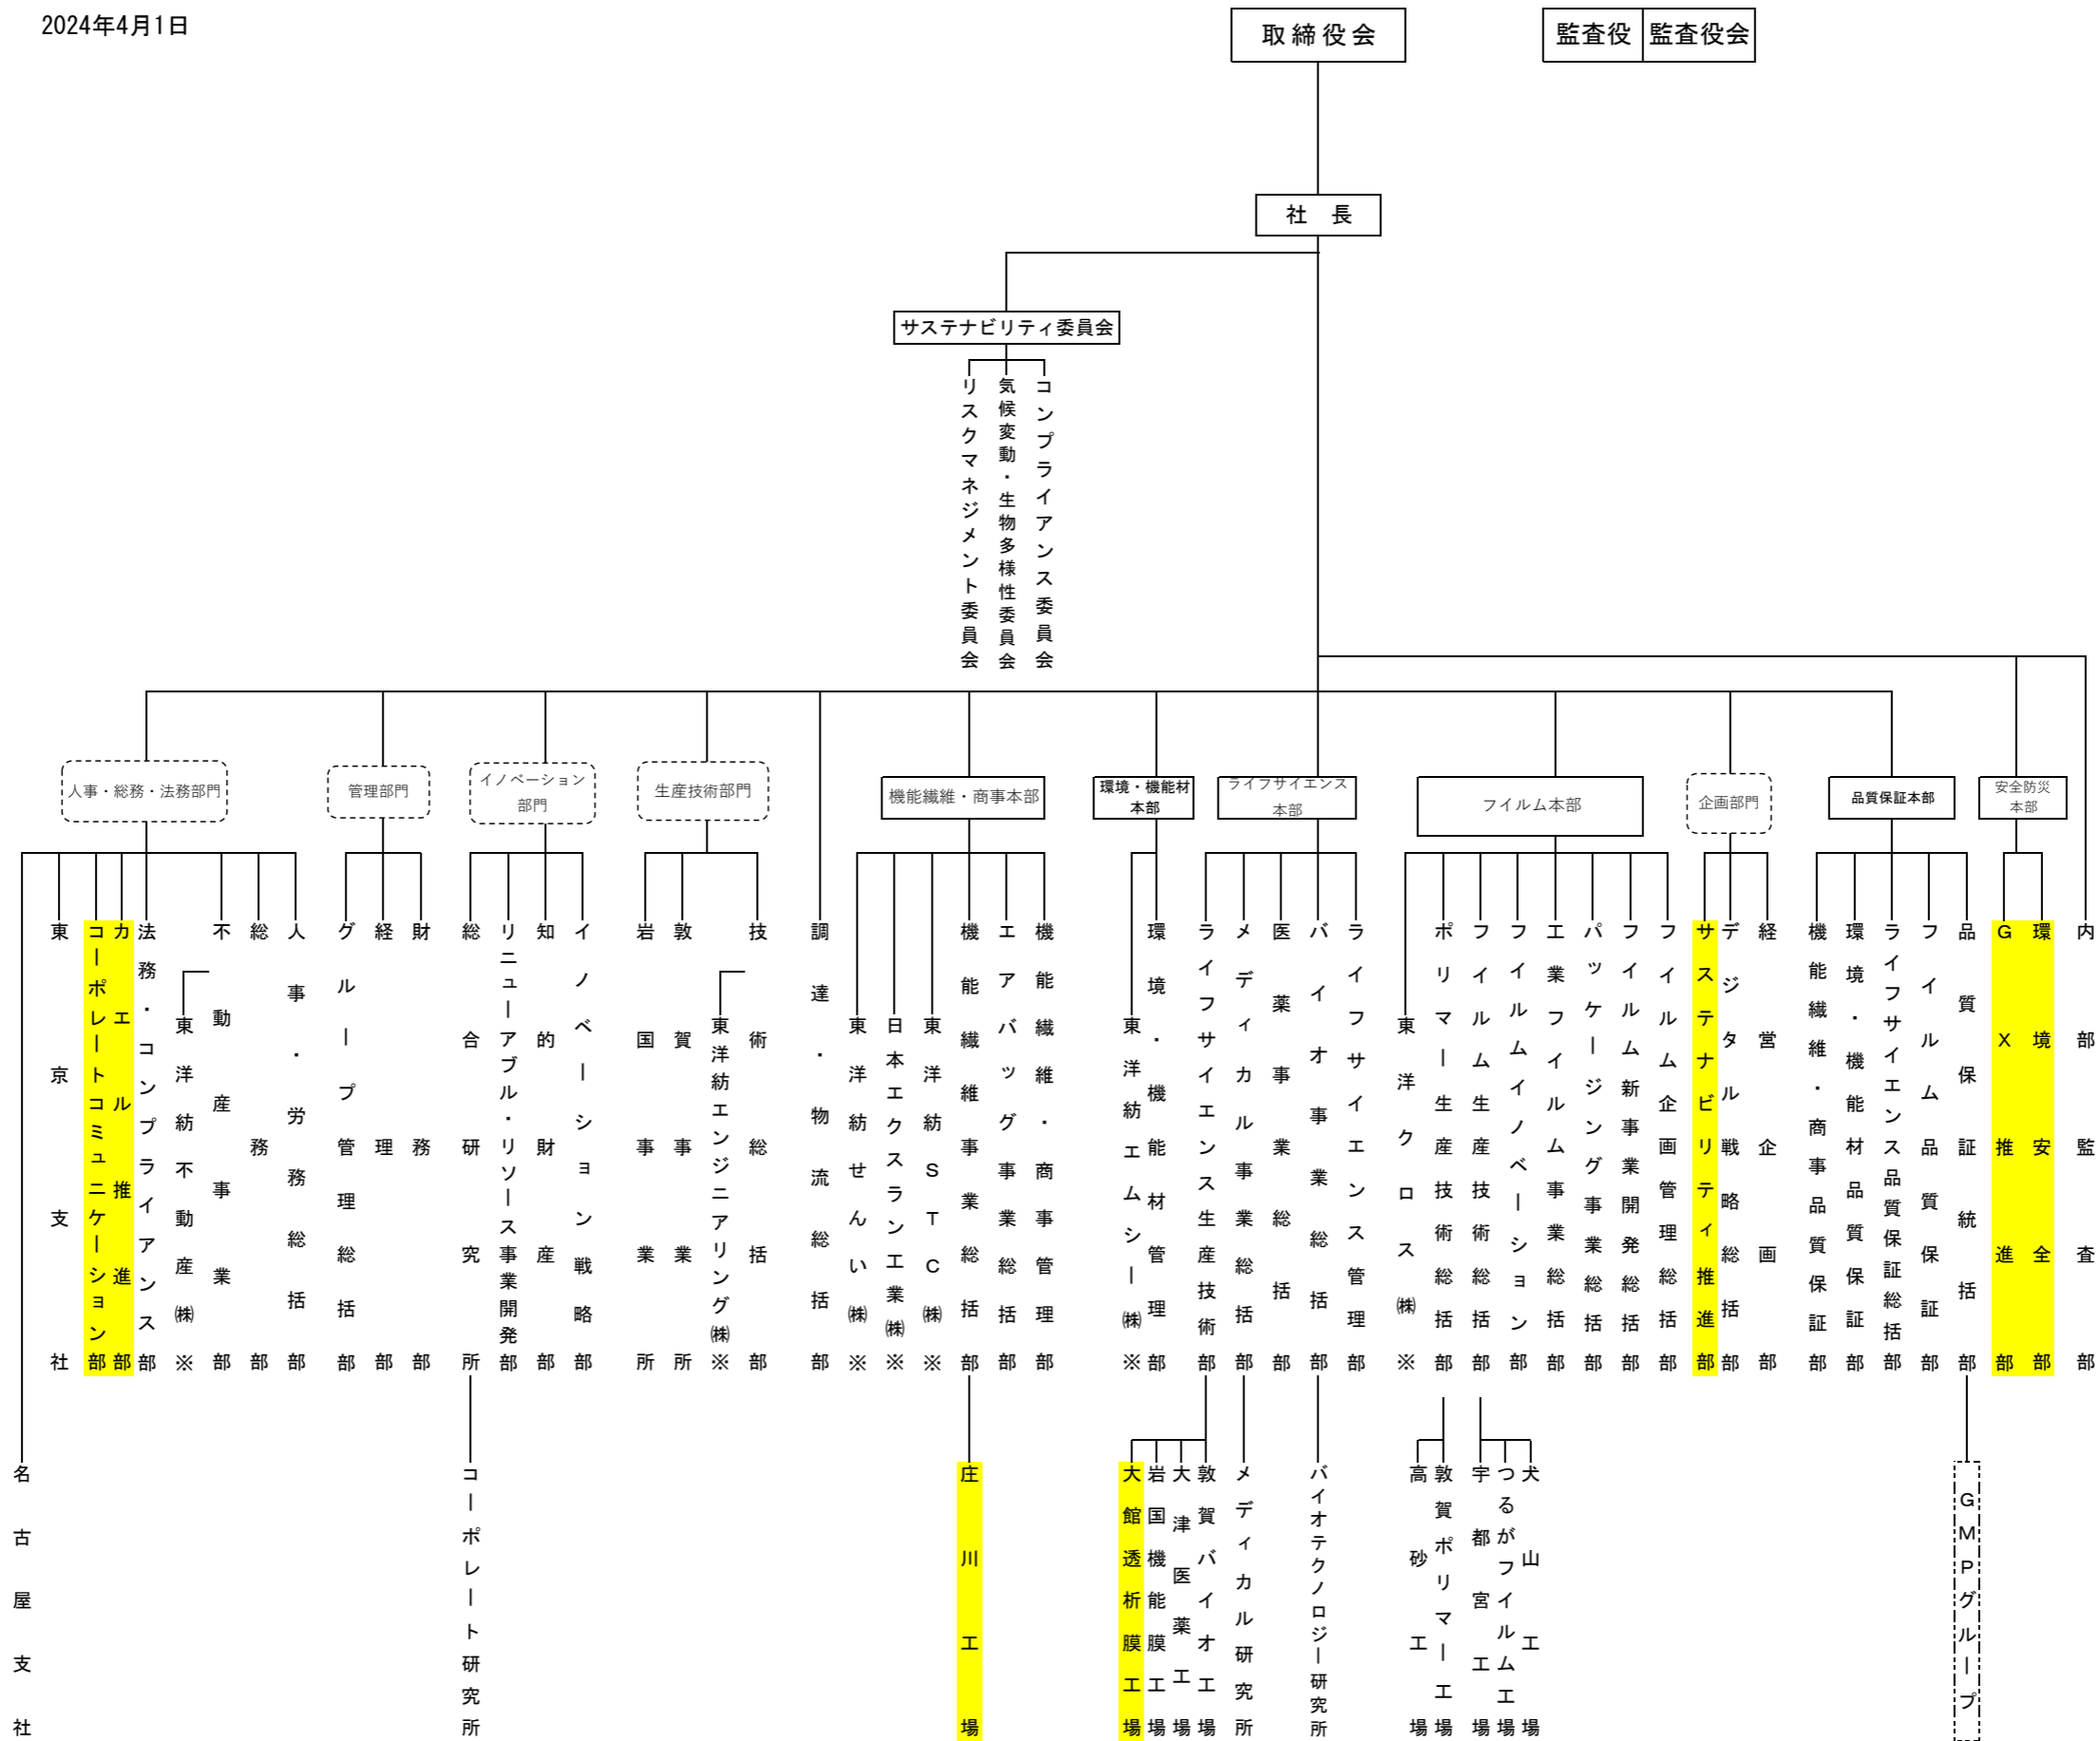 2024年4月1日
取締役会
監査役
監査役会
社 長
サステナビリティ委員会
リスクマネジメント委員会
気候変動・生物多様性委員会
コンプライアンス委員会
人事・総務・法務部門
管理部門
イノベーション
部門
生産技術部門
機能繊維・商事本部
環境・機能材
本部
ライフサイエンス
本部
フイルム本部
企画部門
品質保証本部
安全防災
本部
東京支社
コーポレートコミュニケーション部
カエル推進部
法務・コンプライアンス部
東洋紡不動産㈱※
不動産事業部
総務部
人事・労務総括部
グループ管理総括部
経理部
財務部
総合研究所
リニューアブル・リソース事業開発部
知的財産部
イノベーション戦略部
岩国事業所
敦賀事業所
東洋紡エンジニアリング㈱※
技術総括部
調達・物流総括部
東洋紡せんい㈱※
日本エクスラン工業㈱※
東洋紡STC㈱※
機能繊維事業総括部
エアバッグ事業総括部
機能繊維・商事管理部
東洋紡エムシー㈱※
環境・機能材管理部
ライフサイエンス生産技術部
メディカル事業総括部
医薬事業総括部
バイオ事業総括部
ライフサイエンス管理部
東洋クロス㈱※
ポリマー生産技術総括部
フイルム生産技術総括部
フイルムイノベーション部
工業フイルム事業総括部
パッケージング事業総括部
フイルム新事業開発総括部
フイルム企画管理総括部
サステナビリティ推進部
デジタル戦略総括部
経営企画部
機能繊維・商事品質保証部
環境・機能材品質保証部
ライフサイエンス品質保証総括部
フイルム品質保証部
品質保証統括部
GX推進部
環境安全部
内部監査部
名古屋支社
コーポレート研究所
庄川工場
大館透析膜工場
岩国機能膜工場
大津医薬工場
敦賀バイオ工場
メディカル研究所
バイオテクノロジー研究所
高砂工場
敦賀ポリマー工場
宇都宮工場
つるがフイルム工場
犬山工場
GMPグループ